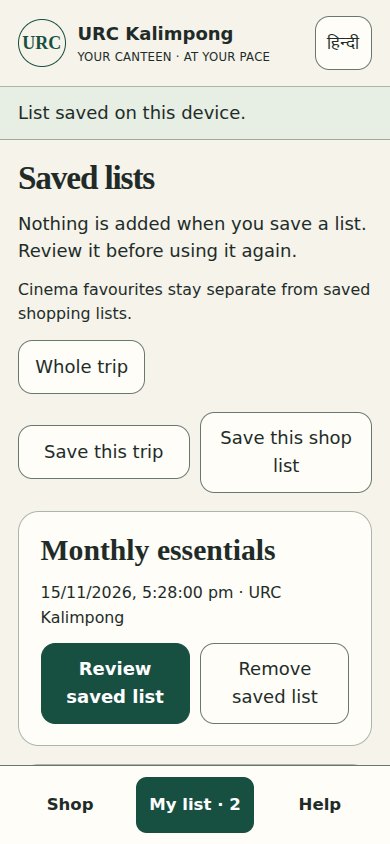 URC
URC Kalimpong
YOUR CANTEEN · AT YOUR PACE
हिन्दी
List saved on this device.
Saved lists
Nothing is added when you save a list.
Review it before using it again.
Cinema favourites stay separate from saved
shopping lists.
Whole trip
Save this trip
Save this shop
list
Monthly essentials
15/11/2026, 5:28:00 pm · URC
Kalimpong
Review
saved list
Remove
saved list
Shop
My list · 2
Help